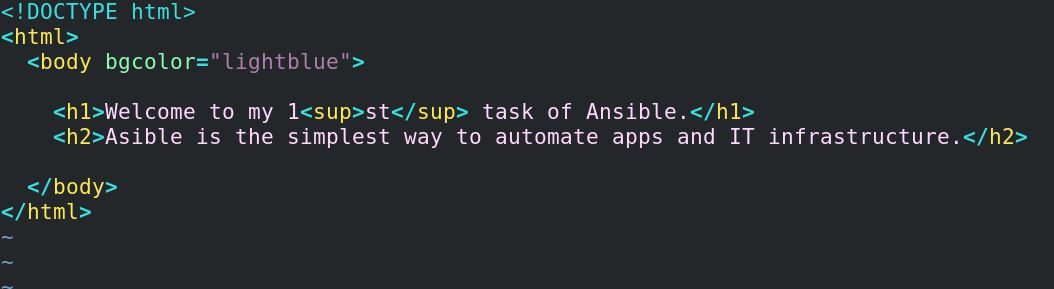 <!DOCTYPE html>
<html>
  <body bgcolor="lightblue">

    <h1>Welcome to my 1<sup>st</sup> task of Ansible.</h1>
    <h2>Asible is the simplest way to automate apps and IT infrastructure.</h2>

  </body>
</html>
~
~
~